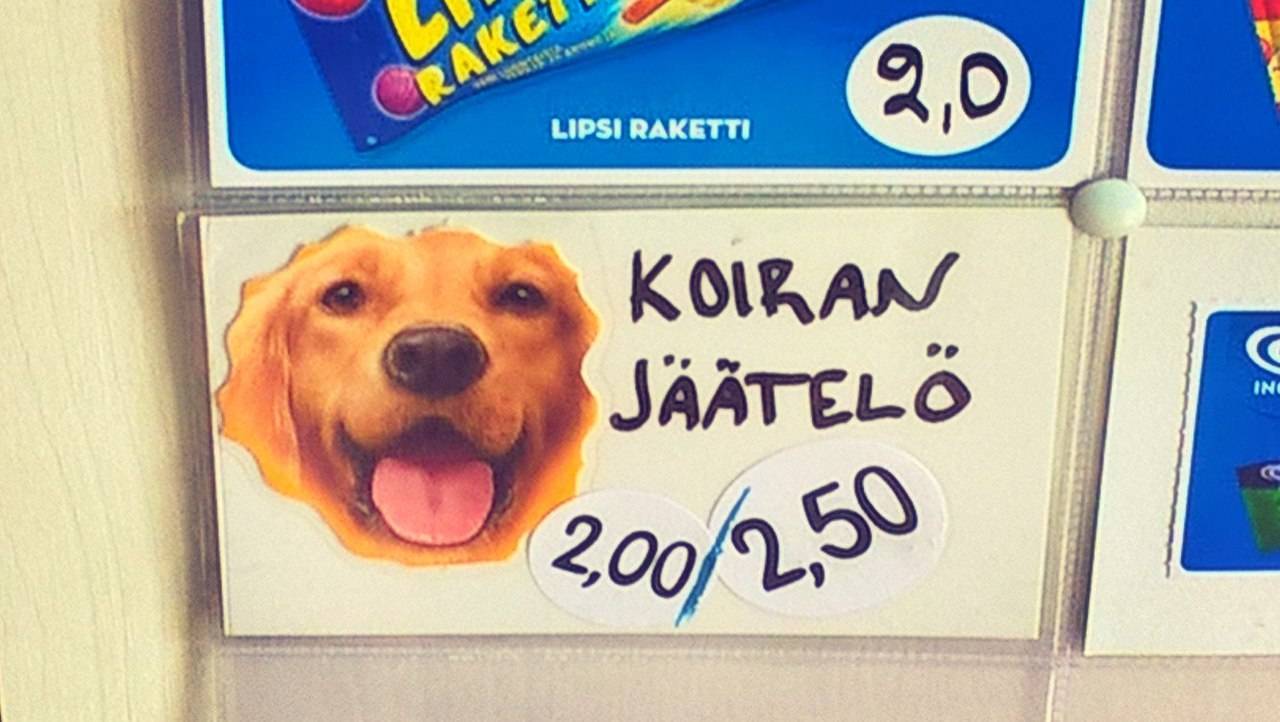 RAKETTI
LIPSI RAKETTI
2,0
KOIRAN
JÄÄTELÖ
2,00/2,50